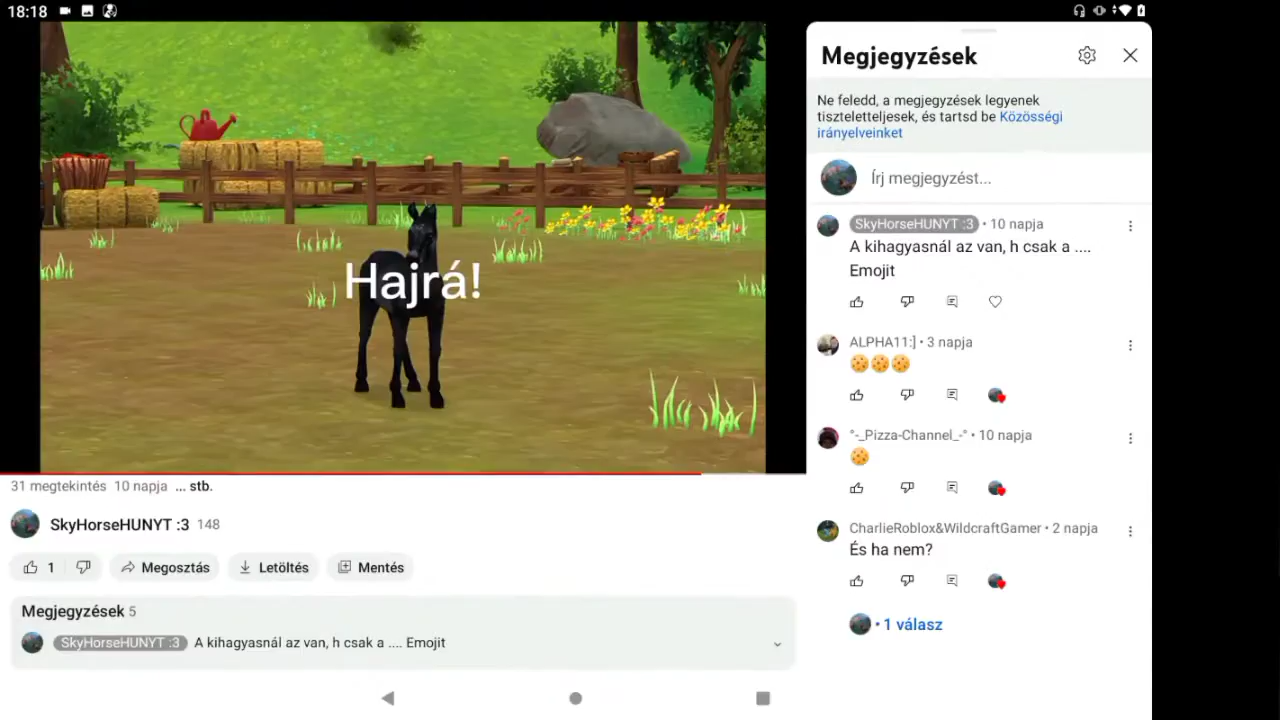 18:18
Hajrá!
31 megtekintés 10 napja ... stb.
SkyHorseHUNYT :3 148
1
Megosztás
Letöltés
Mentés
Megjegyzések 5
SkyHorseHUNYT :3 A kihagyasnál az van, h csak a .... Emojit
Megjegyzések
Ne feledd, a megjegyzések legyenek
tiszteletteljesek, és tartsd be Közösségi
irányelveinket
Írj megjegyzést...
SkyHorseHUNYT :3 • 10 napja
A kihagyasnál az van, h csak a ....
Emojit
ALPHA11:] • 3 napja
🍪🍪🍪
°-_Pizza-Channel_-° • 10 napja
🍪
CharlieRoblox&WildcraftGamer • 2 napja
És ha nem?
• 1 válasz